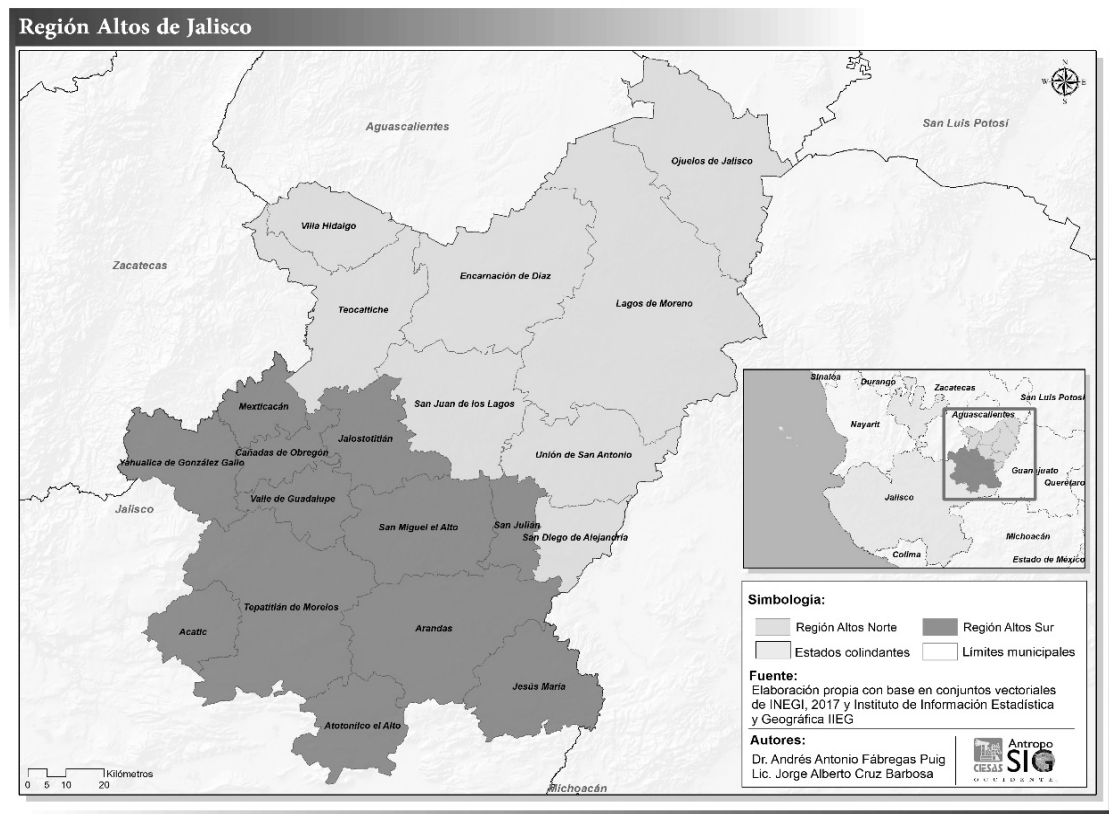 Región Altos de Jalisco
N
W E
S
San Luis Potosí
Aguascalientes
Ojuelos de Jalisco
Villa Hidalgo
Zacatecas
Encarnación de Díaz
Lagos de Moreno
Teocaltiche
San Juan de los Lagos
Mexticacán
Jalostotitlán
Cañadas de Obregón
Unión de San Antonio
Yahualica de González Gallo
Valle de Guadalupe
Jalisco
San Miguel el Alto
San Julián
San Diego de Alejandría
Tepatitlán de Morelos
Acatic
Arandas
Jesús María
Atotonilco el Alto
Michoacán
Kilómetros
0 5 10 20
Sinaloa
Durango
Zacatecas
San Luis Potosí
Aguascalientes
Nayarit
Guanajuato
Querétaro
Jalisco
Michoacán
Colima
Estado de México
Simbología:
Región Altos Norte
Región Altos Sur
Estados colindantes
Límites municipales
Fuente:
Elaboración propia con base en conjuntos vectoriales
de INEGI, 2017 y Instituto de Información Estadística
y Geográfica IIEG
Autores:
Dr. Andrés Antonio Fábregas Puig
Lic. Jorge Alberto Cruz Barbosa
CIESAS
Antropo
SIG
OCCIDENTE